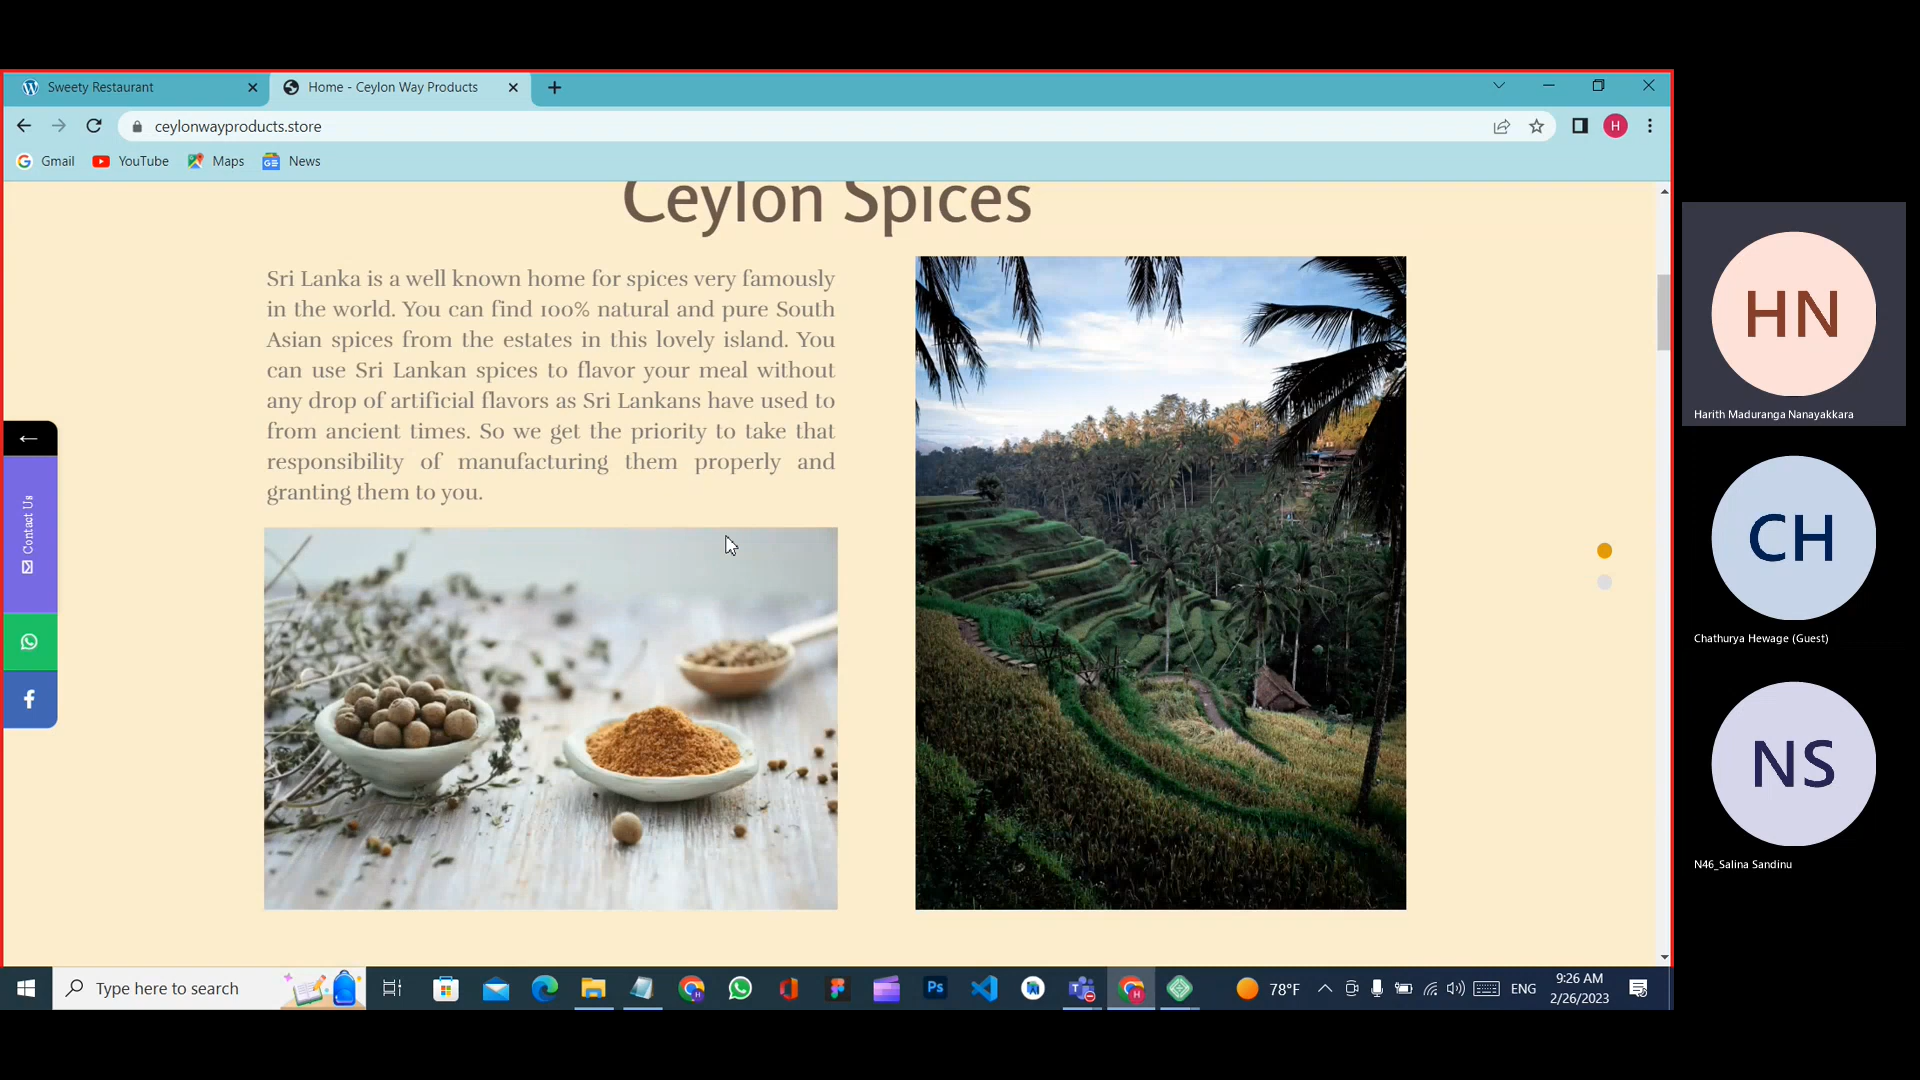 Sweety Restaurant
Home - Ceylon Way Products
ceylonwayproducts.store
H
Gmail
YouTube
Maps
News
Ceylon Spices
Sri Lanka is a well known home for spices very famously
in the world. You can find 100% natural and pure South
Asian spices from the estates in this lovely island. You
can use Sri Lankan spices to flavor your meal without
any drop of artificial flavors as Sri Lankans have used to
from ancient times. So we get the priority to take that
responsibility of manufacturing them properly and
granting them to you.
Contact Us
HN
Harith Maduranga Nanayakkara
CH
Chathurya Hewage (Guest)
NS
N46_Salina Sandinu
Type here to search
Ps
78°F
ENG
9:26 AM
2/26/2023